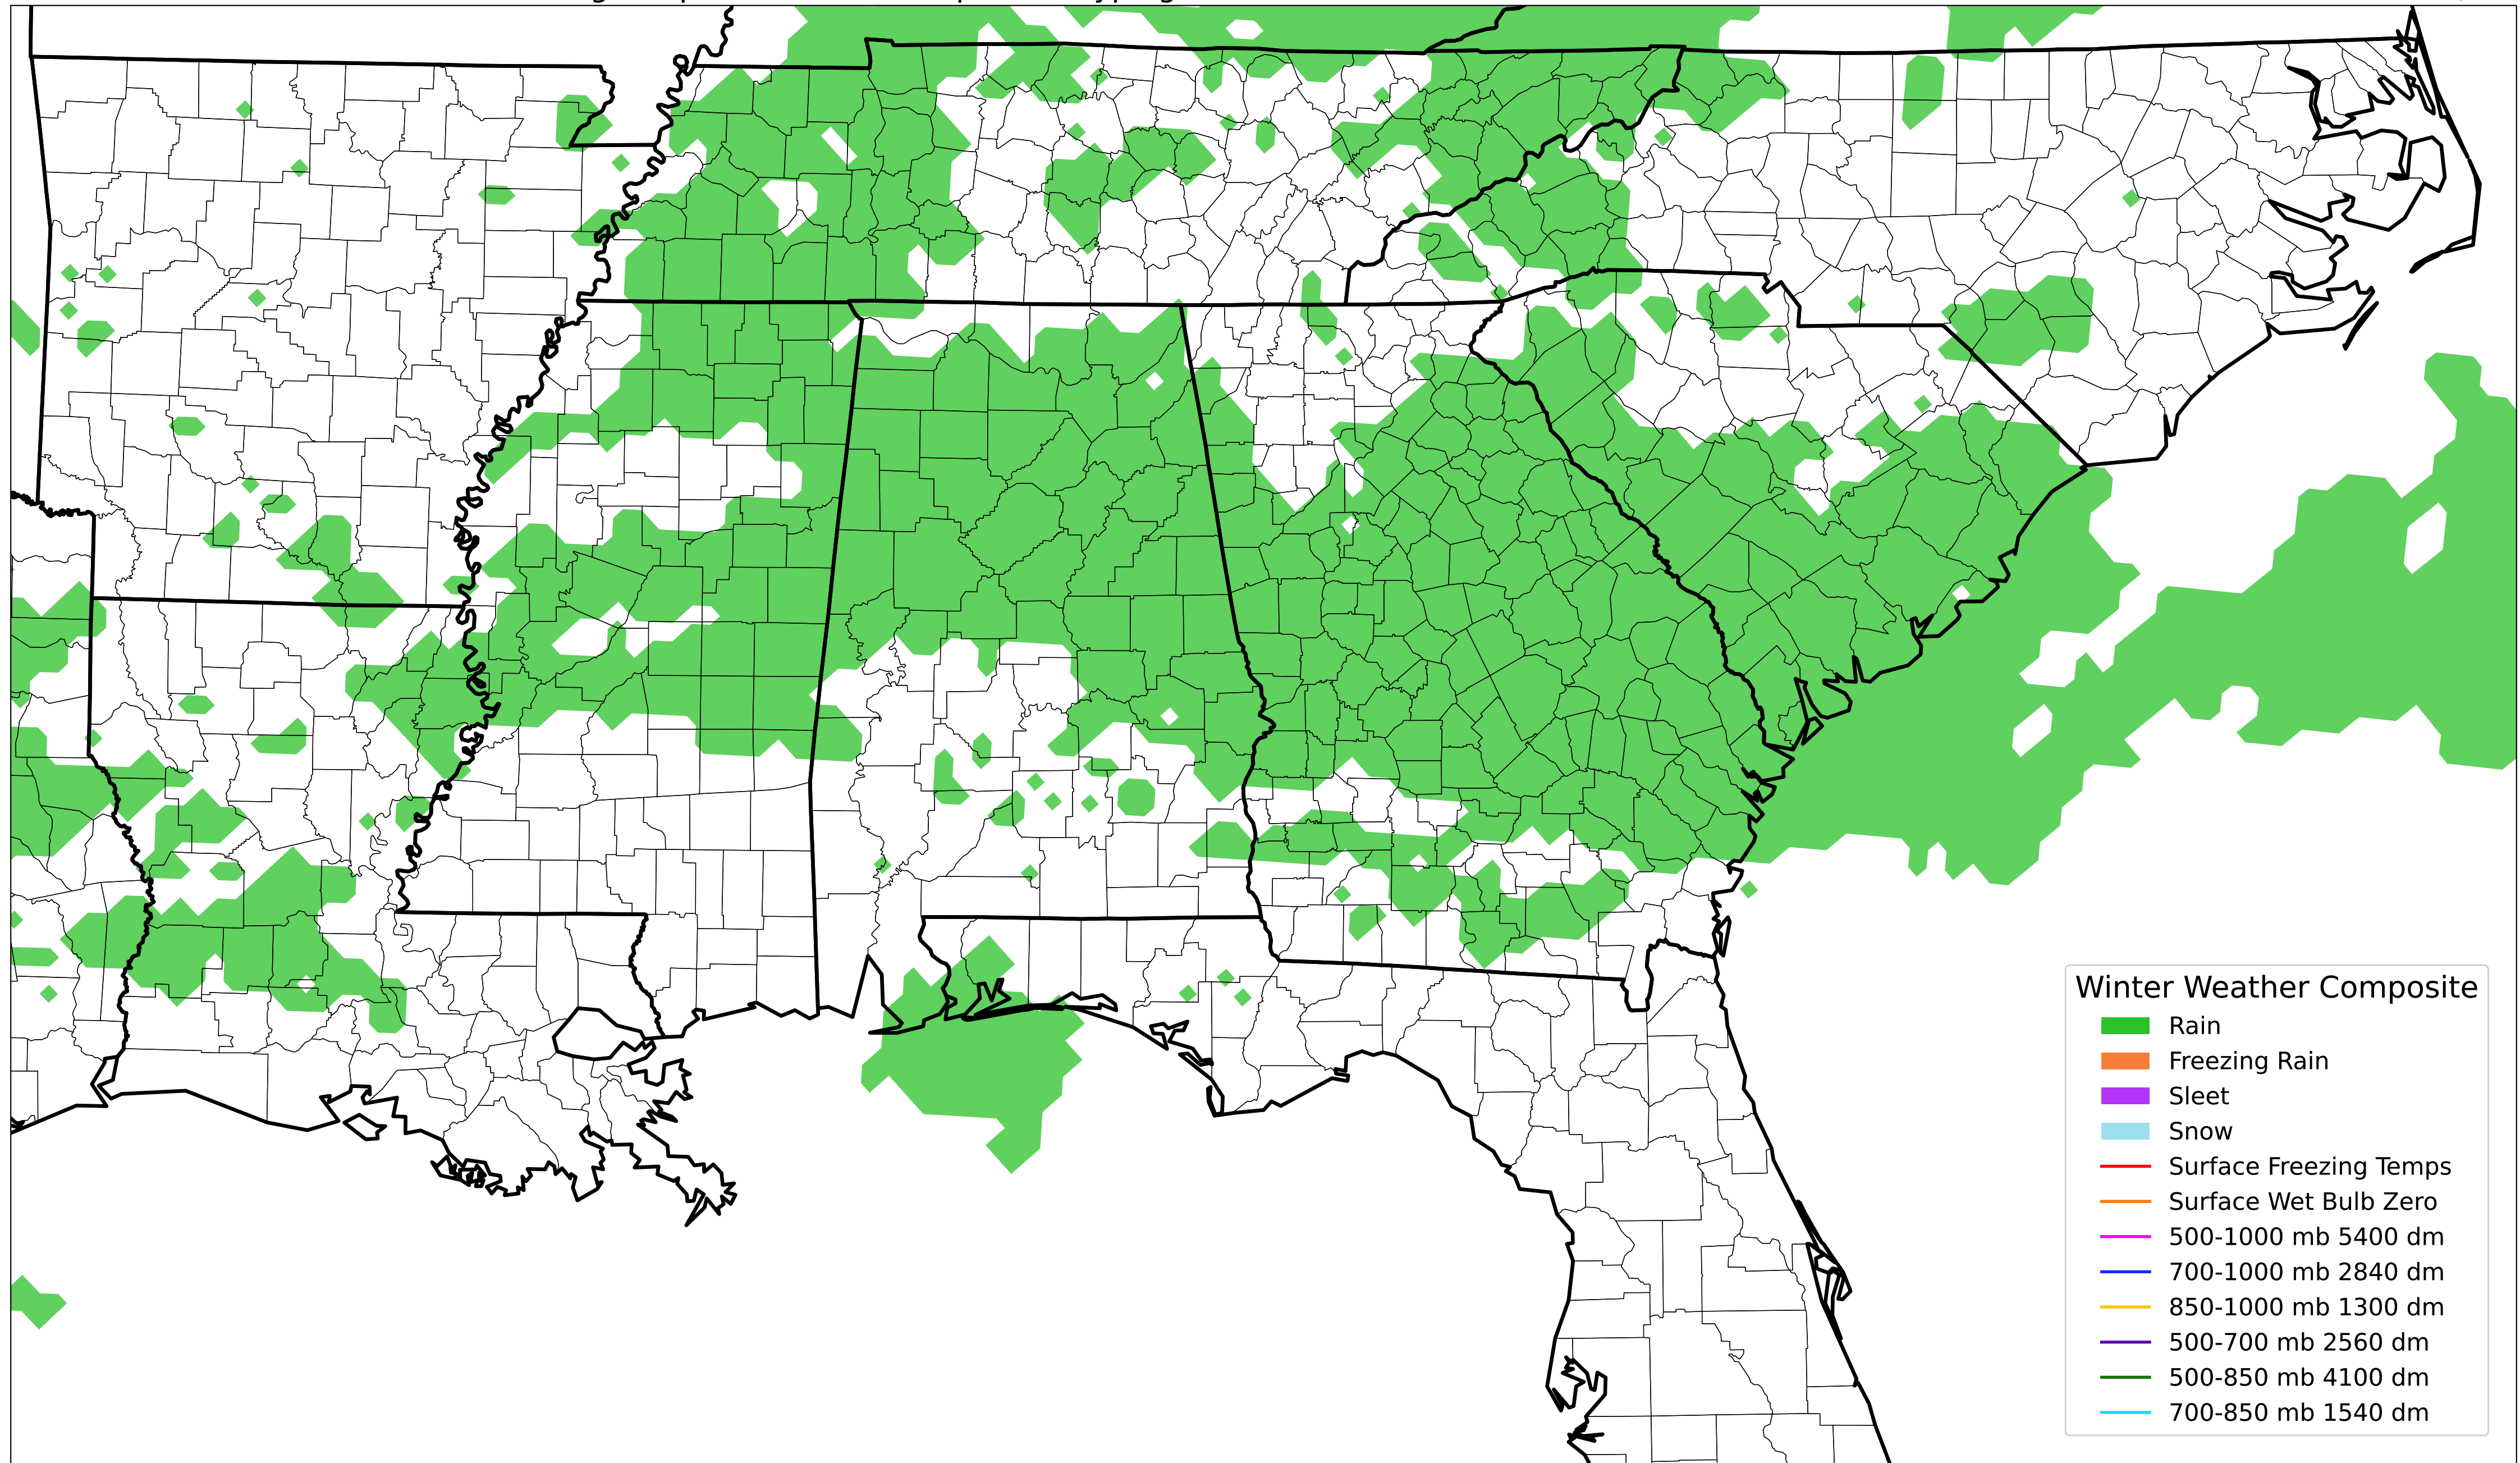 Winter Weather Composite
Rain
Freezing Rain
Sleet
Snow
Surface Freezing Temps
Surface Wet Bulb Zero
500-1000 mb 5400 dm
700-1000 mb 2840 dm
850-1000 mb 1300 dm
500-700 mb 2560 dm
500-850 mb 4100 dm
700-850 mb 1540 dm